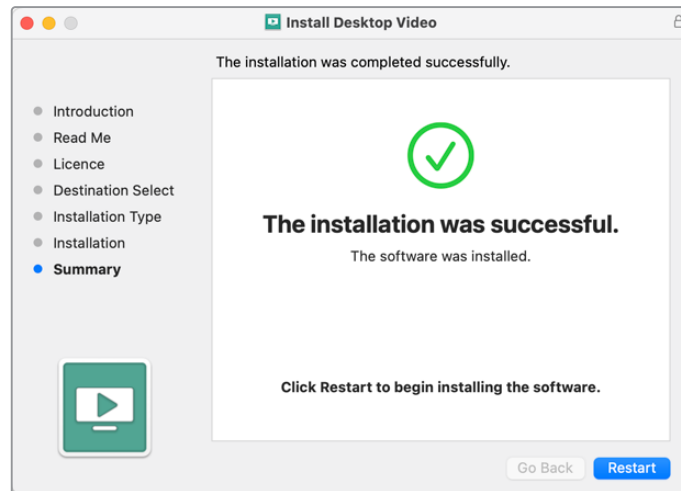 Install Desktop Video
The installation was completed successfully.
Introduction
Read Me
Licence
Destination Select
Installation Type
Installation
Summary
The installation was successful.
The software was installed.
Click Restart to begin installing the software.
Go Back
Restart